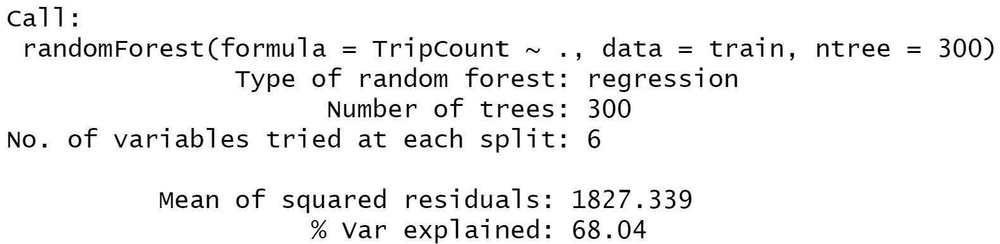 Call:
randomForest(formula = TripCount ~ ., data = train, ntree = 300)
Type of random forest: regression
Number of trees: 300
No. of variables tried at each split: 6
Mean of squared residuals: 1827.339
% Var explained: 68.04